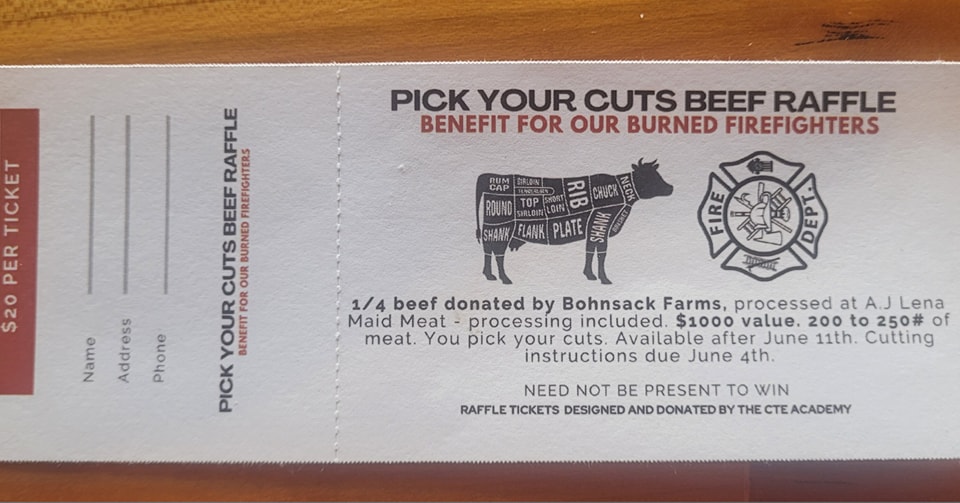 $20 PER TICKET
Name
Address
Phone
PICK YOUR CUTS BEEF RAFFLE
BENEFIT FOR OUR BURNED FIREFIGHTERS
PICK YOUR CUTS BEEF RAFFLE
BENEFIT FOR OUR BURNED FIREFIGHTERS
RUM CAP
SIRLOIN
TENDERLOIN
ROUND
TOP SIRLOIN
SHORT LOIN
RIB
CHUCK
NECK
SHANK
FLANK
PLATE
SHANK
BRISKET
FIRE
DEPT.
1/4 beef donated by Bohnsack Farms, processed at A.J Lena
Maid Meat - processing included. $1000 value. 200 to 250# of
meat. You pick your cuts. Available after June 11th. Cutting
instructions due June 4th.
NEED NOT BE PRESENT TO WIN
RAFFLE TICKETS DESIGNED AND DONATED BY THE CTE ACADEMY